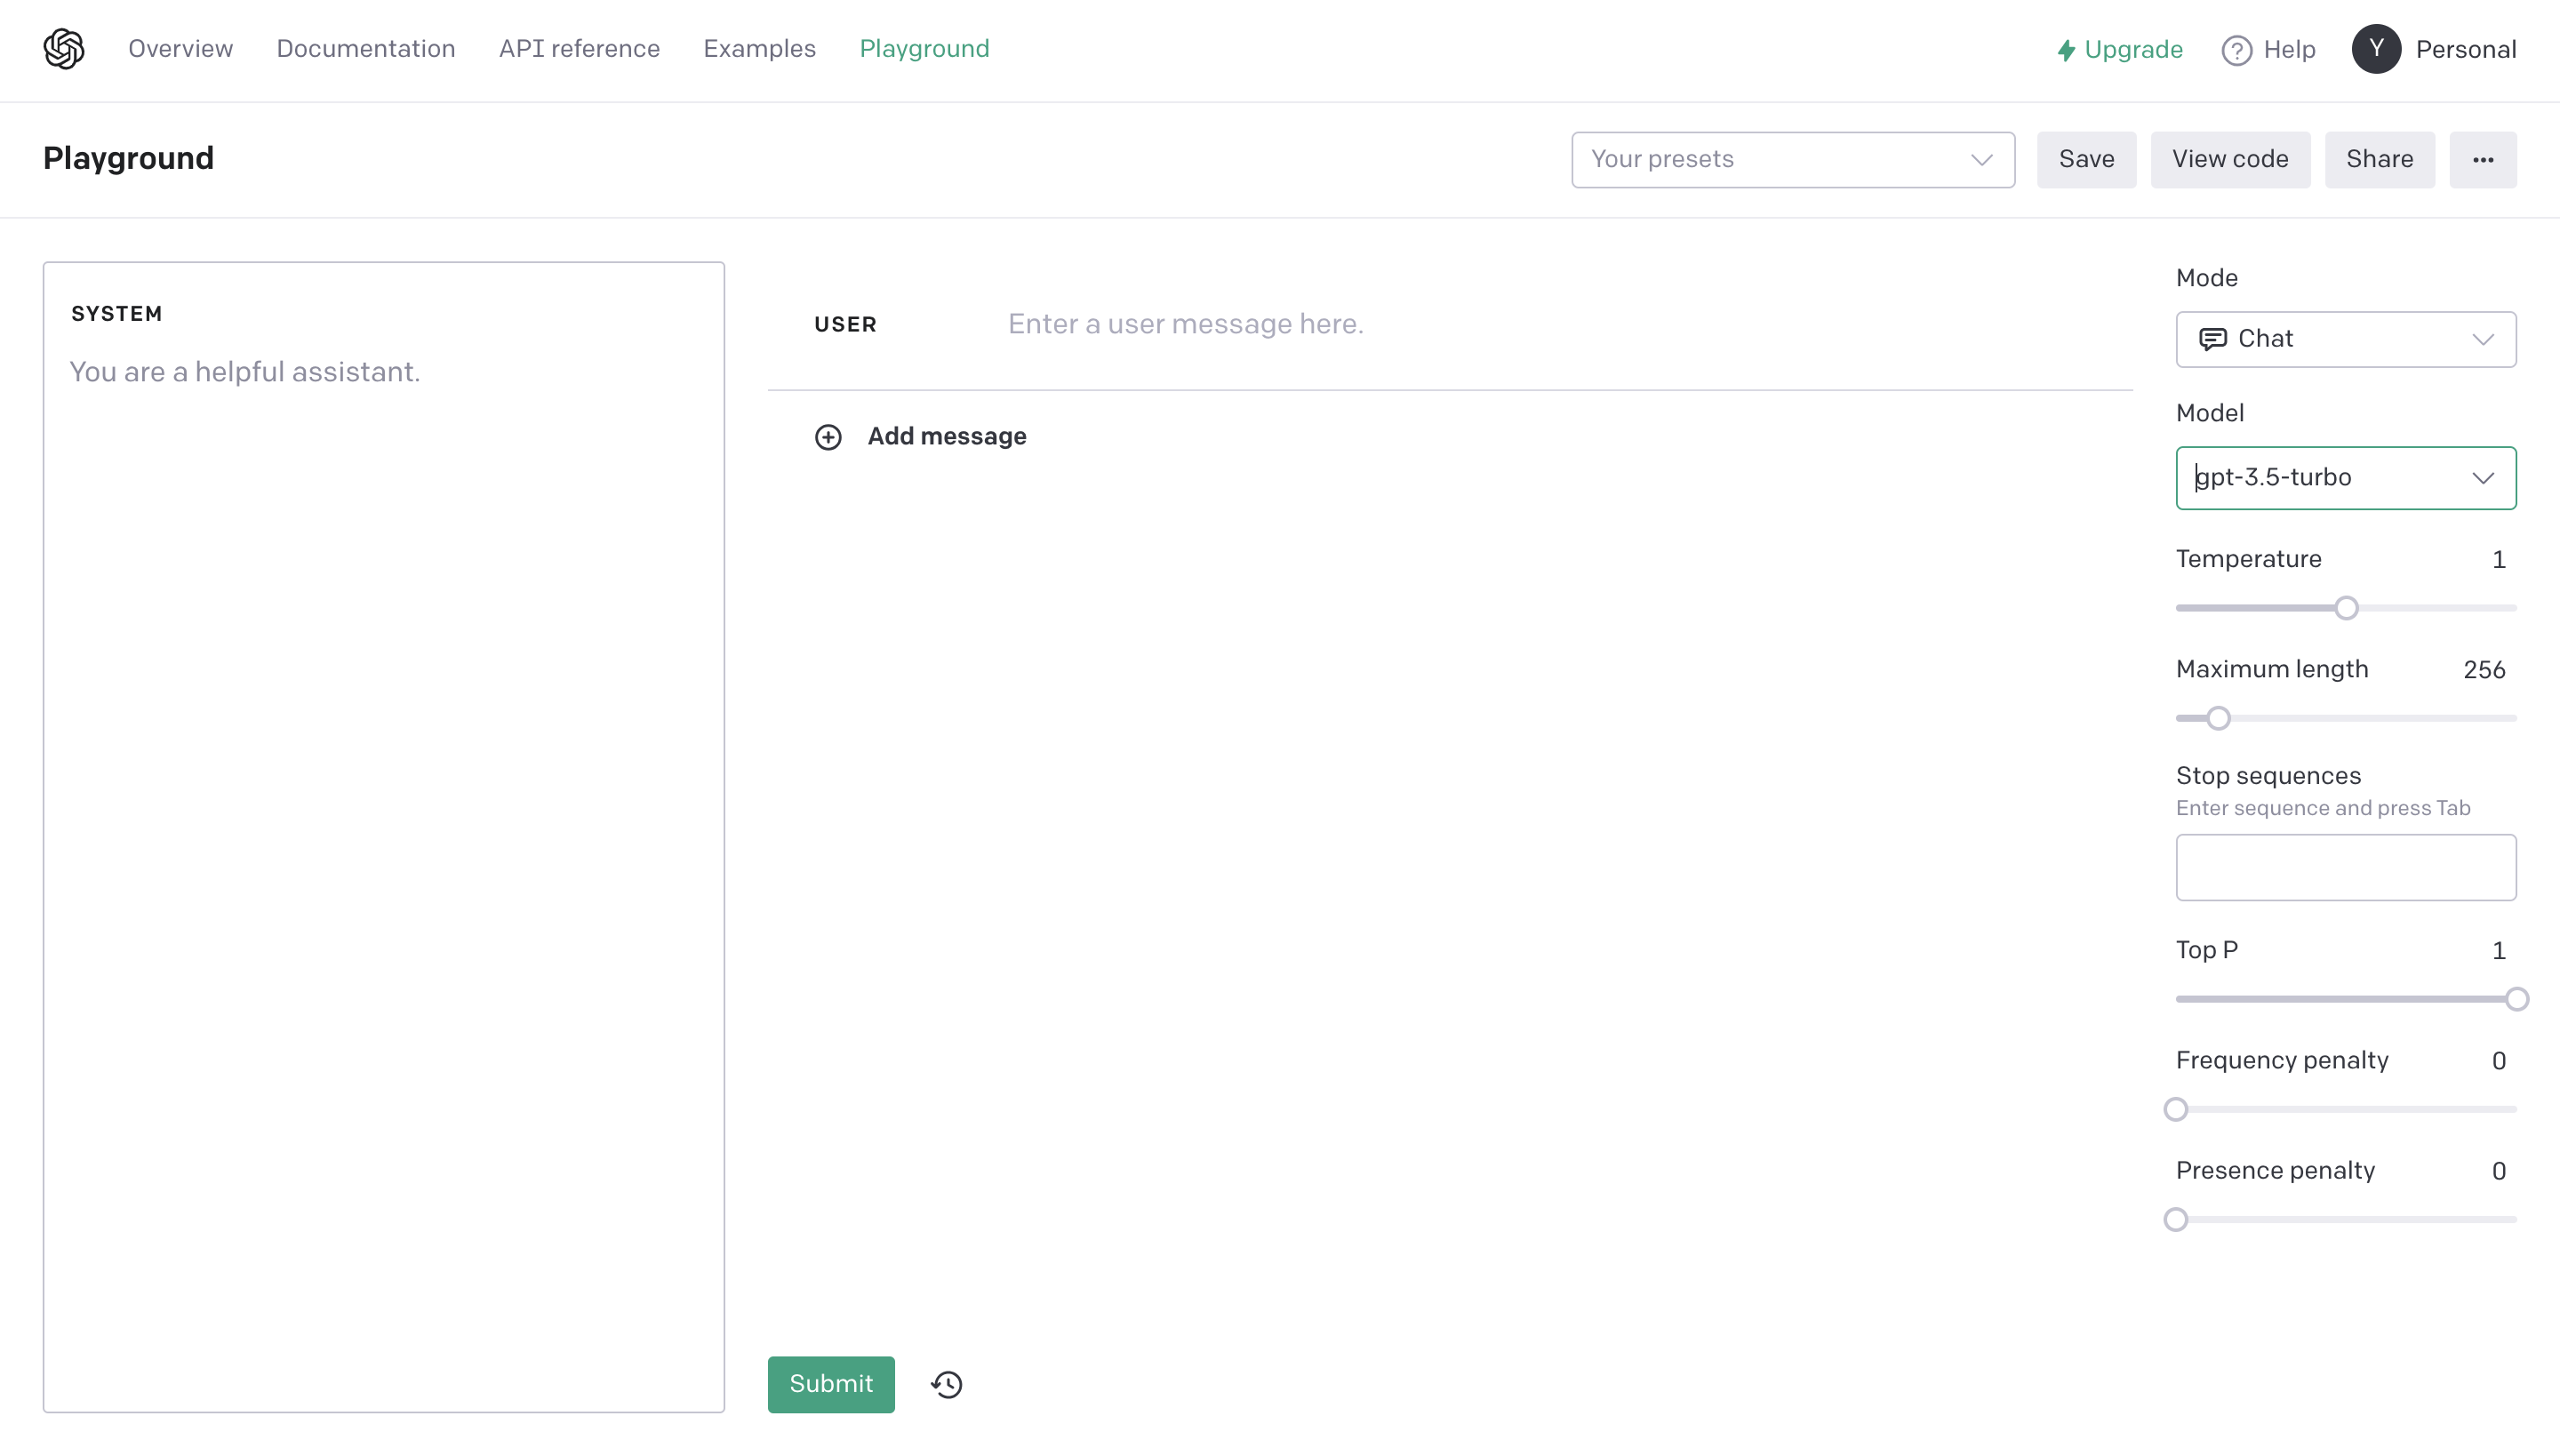 Overview Documentation API reference Examples Playground Upgrade Help Y Personal
Playground Your presets Save View code Share ...
SYSTEM
You are a helpful assistant.
USER Enter a user message here.
Add message
Submit
Mode
Chat
Model
gpt-3.5-turbo
Temperature 1
Maximum length 256
Stop sequences
Enter sequence and press Tab
Top P 1
Frequency penalty 0
Presence penalty 0